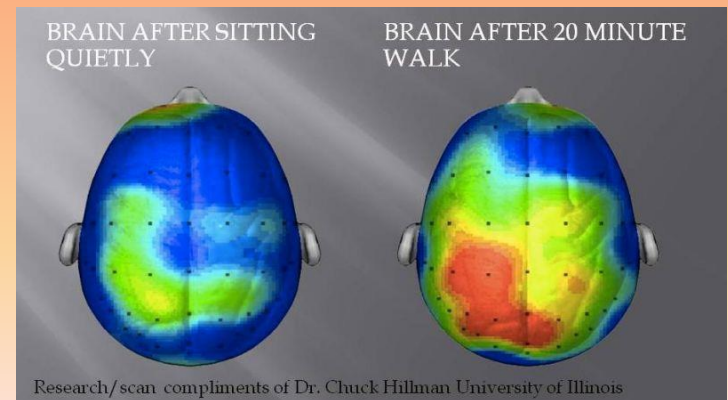 BRAIN AFTER SITTING
QUIETLY
BRAIN AFTER 20 MINUTE
WALK
Research/scan compliments of Dr. Chuck Hillman University of Illinois